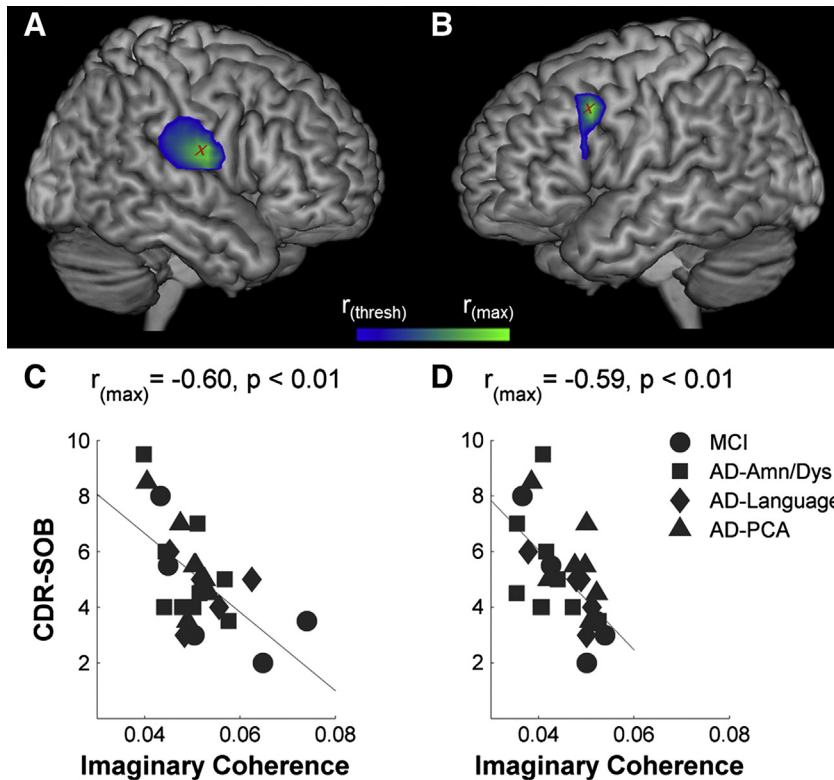 A
B
X
X
r(thresh) r(max)
C r(max)= -0.60, p < 0.01
D r(max)= -0.59, p < 0.01
MCI
AD-Amn/Dys
AD-Language
AD-PCA
CDR-SOB
10
8
6
4
2
0.04 0.06 0.08
Imaginary Coherence
10
8
6
4
2
0.04 0.06 0.08
Imaginary Coherence